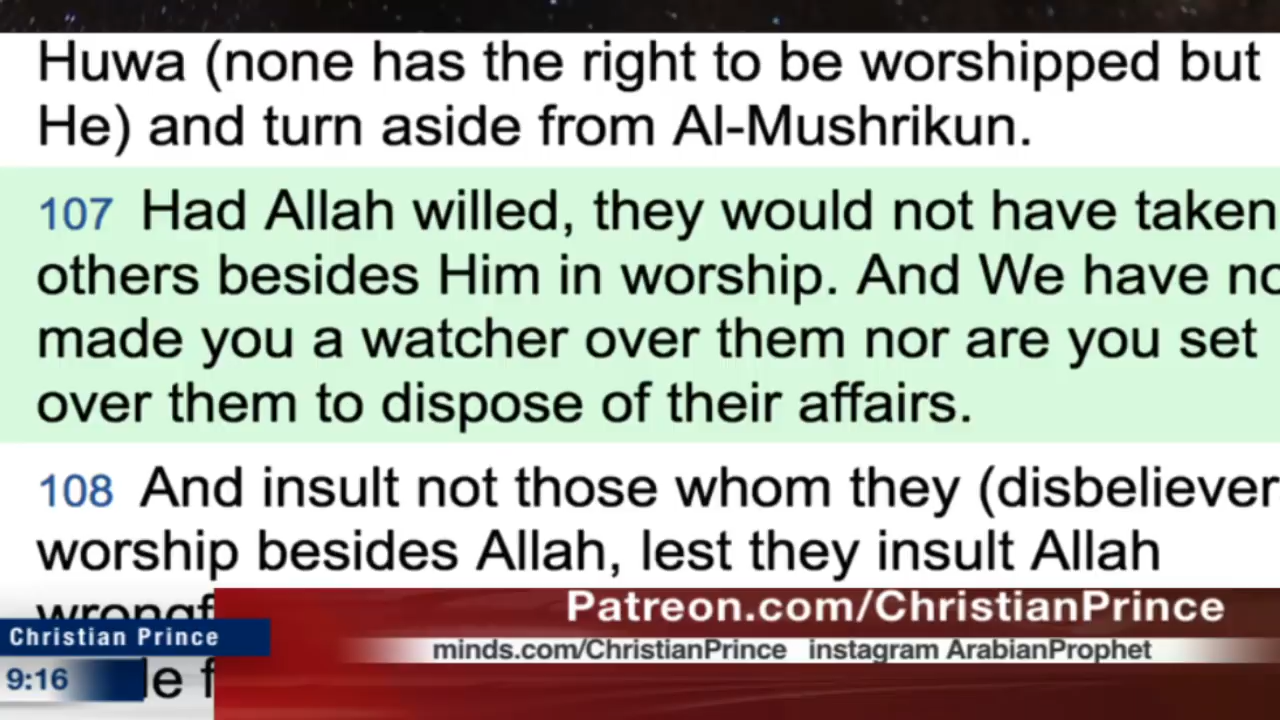 Huwa (none has the right to be worshipped but
He) and turn aside from Al-Mushrikun.
107 Had Allah willed, they would not have taken
others besides Him in worship. And We have no
made you a watcher over them nor are you set
over them to dispose of their affairs.
108 And insult not those whom they (disbeliever
worship besides Allah, lest they insult Allah
Patreon.com/ChristianPrince
Christian Prince
minds.com/ChristianPrince instagram ArabianProphet
9:16